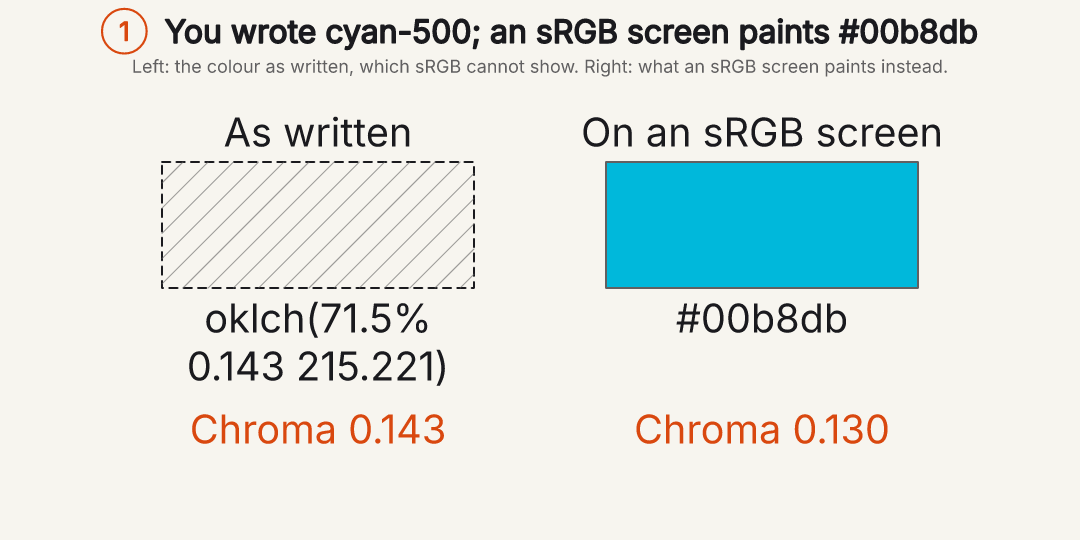 1 You wrote cyan-500; an sRGB screen paints #00b8db
Left: the colour as written, which sRGB cannot show. Right: what an sRGB screen paints instead.
As written
On an sRGB screen
oklch(71.5%
0.143 215.221)
#00b8db
Chroma 0.143
Chroma 0.130